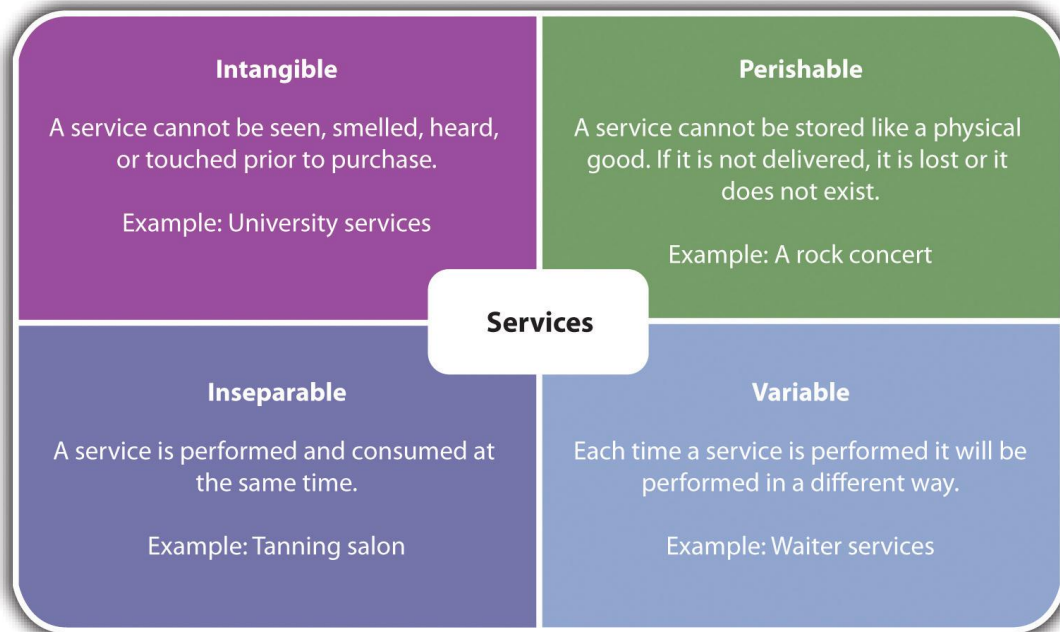 Intangible
A service cannot be seen, smelled, heard,
or touched prior to purchase.
Example: University services
Perishable
A service cannot be stored like a physical
good. If it is not delivered, it is lost or it
does not exist.
Example: A rock concert
Services
Inseparable
A service is performed and consumed at
the same time.
Example: Tanning salon
Variable
Each time a service is performed it will be
performed in a different way.
Example: Waiter services